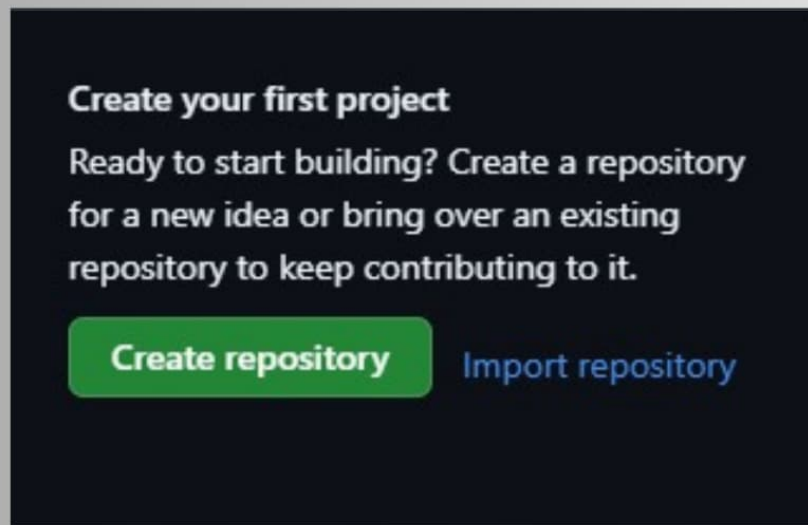 Create your first project
Ready to start building? Create a repository
for a new idea or bring over an existing
repository to keep contributing to it.
Create repository
Import repository